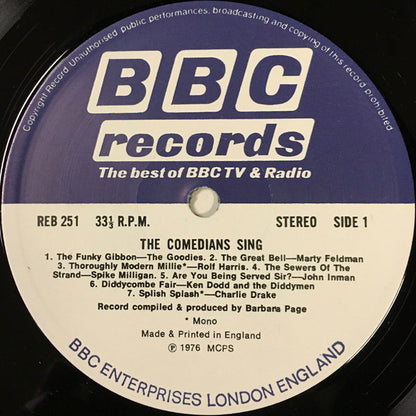 Copyright Record Unauthorised public performances, broadcasting and copying of this record prohibited
BBC
records
The best of BBC TV & Radio
REB 251 33⅓ R.P.M. STEREO SIDE 1
THE COMEDIANS SING
1. The Funky Gibbon—The Goodies. 2. The Great Bell—Marty Feldman
3. Thoroughly Modern Millie*—Rolf Harris. 4. The Sewers Of The
Strand—Spike Milligan. 5. Are You Being Served Sir?—John Inman
6. Diddycombe Fair—Ken Dodd and the Diddymen
7. Splish Splash*—Charlie Drake
Record compiled & produced by Barbara Page
* Mono
Made & Printed in England
℗ 1976 MCPS
BBC ENTERPRISES LONDON ENGLAND